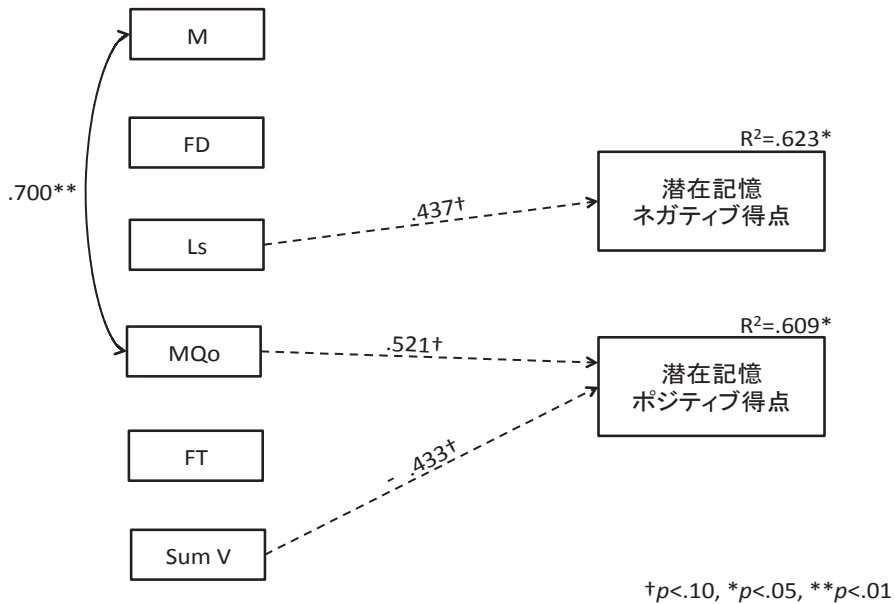 M
FD
R²=.623*
潜在記憶
ネガティブ得点
.700**
.437†
Ls
R²=.609*
MQo
.521†
潜在記憶
ポジティブ得点
FT
- .433†
Sum V
†p<.10, *p<.05, **p<.01